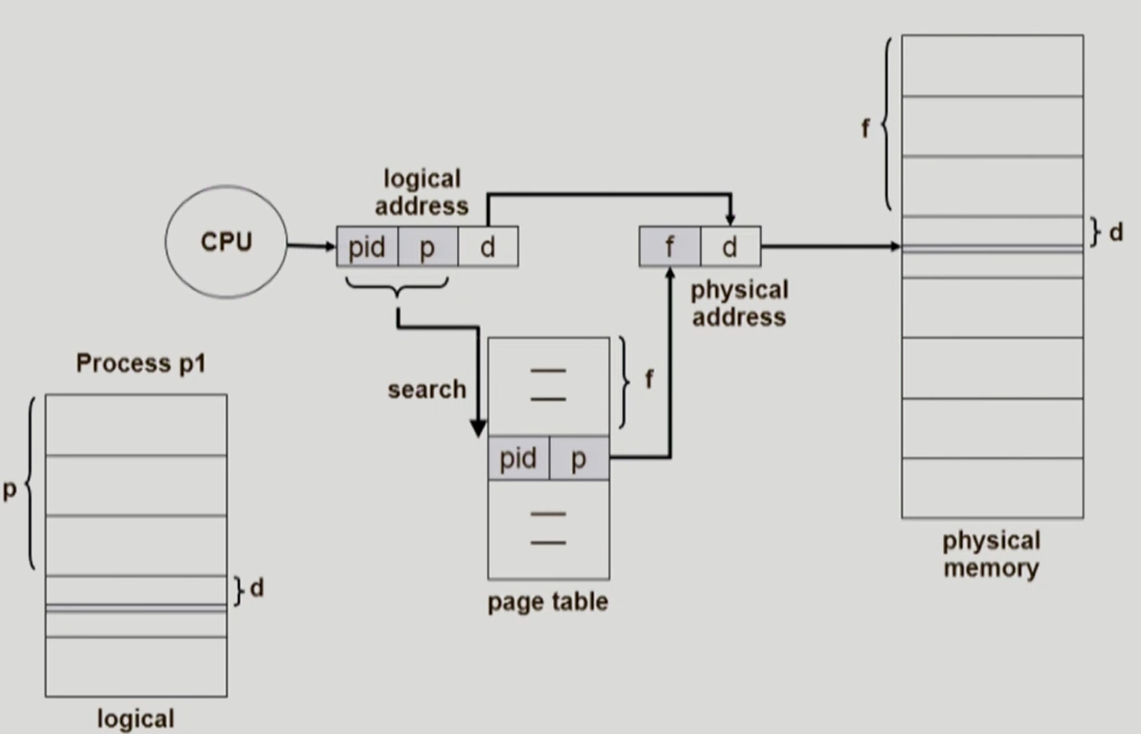 f
logical
address
CPU
pid p d
f d
d
physical
address
Process p1
search
f
pid p
p
d
physical
memory
page table
logical